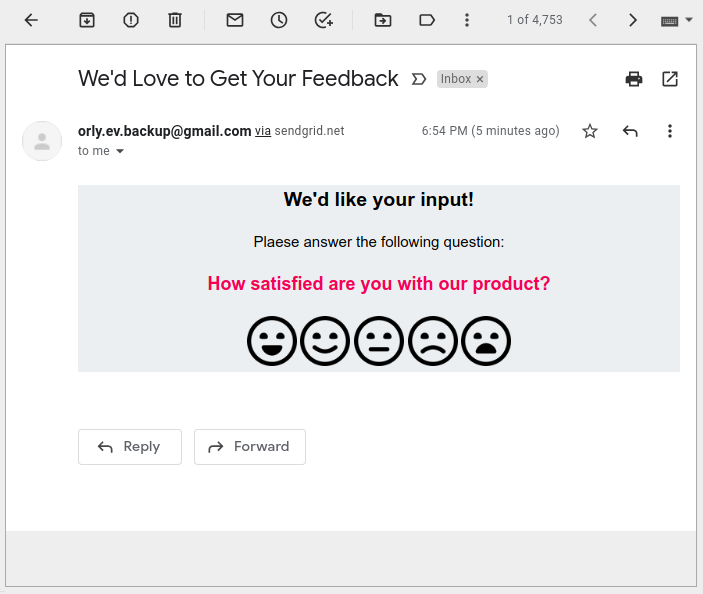 1 of 4,753
We'd Love to Get Your Feedback Inbox ×
orly.ev.backup@gmail.com via sendgrid.net 6:54 PM (5 minutes ago)
to me
We'd like your input!
Plaese answer the following question:
How satisfied are you with our product?
Reply Forward